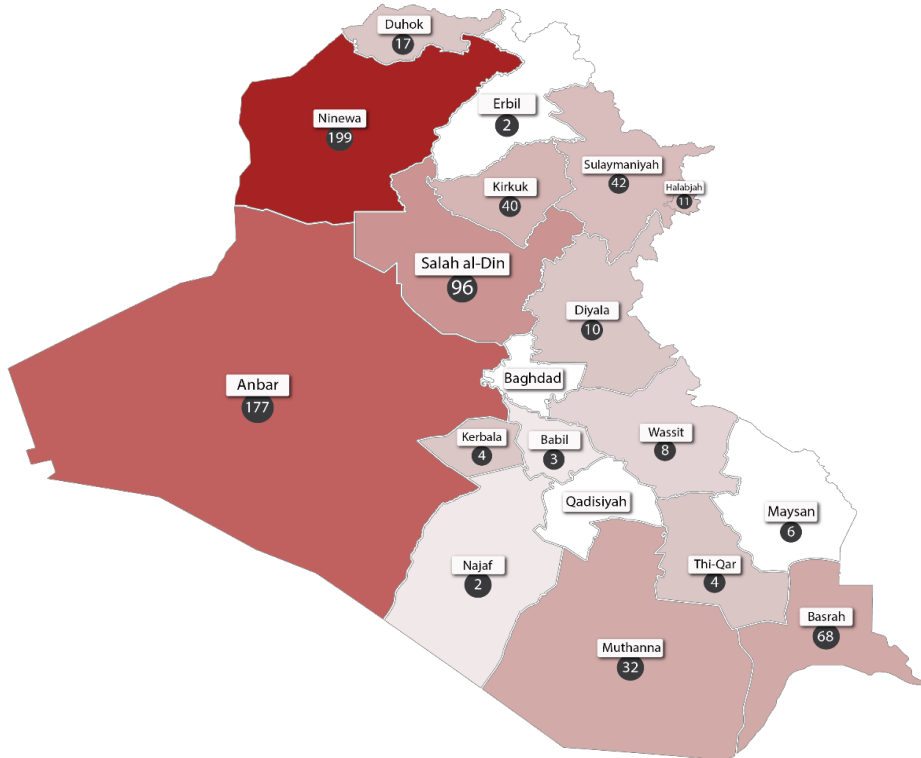 Duhok
17
Ninewa
199
Erbil
2
Sulaymaniyah
42
Halabjah
11
Kirkuk
40
Salah al-Din
96
Diyala
10
Anbar
177
Baghdad
Kerbala
4
Babil
3
Wassit
8
Qadisiyah
Maysan
6
Najaf
2
Thi-Qar
4
Basrah
68
Muthanna
32